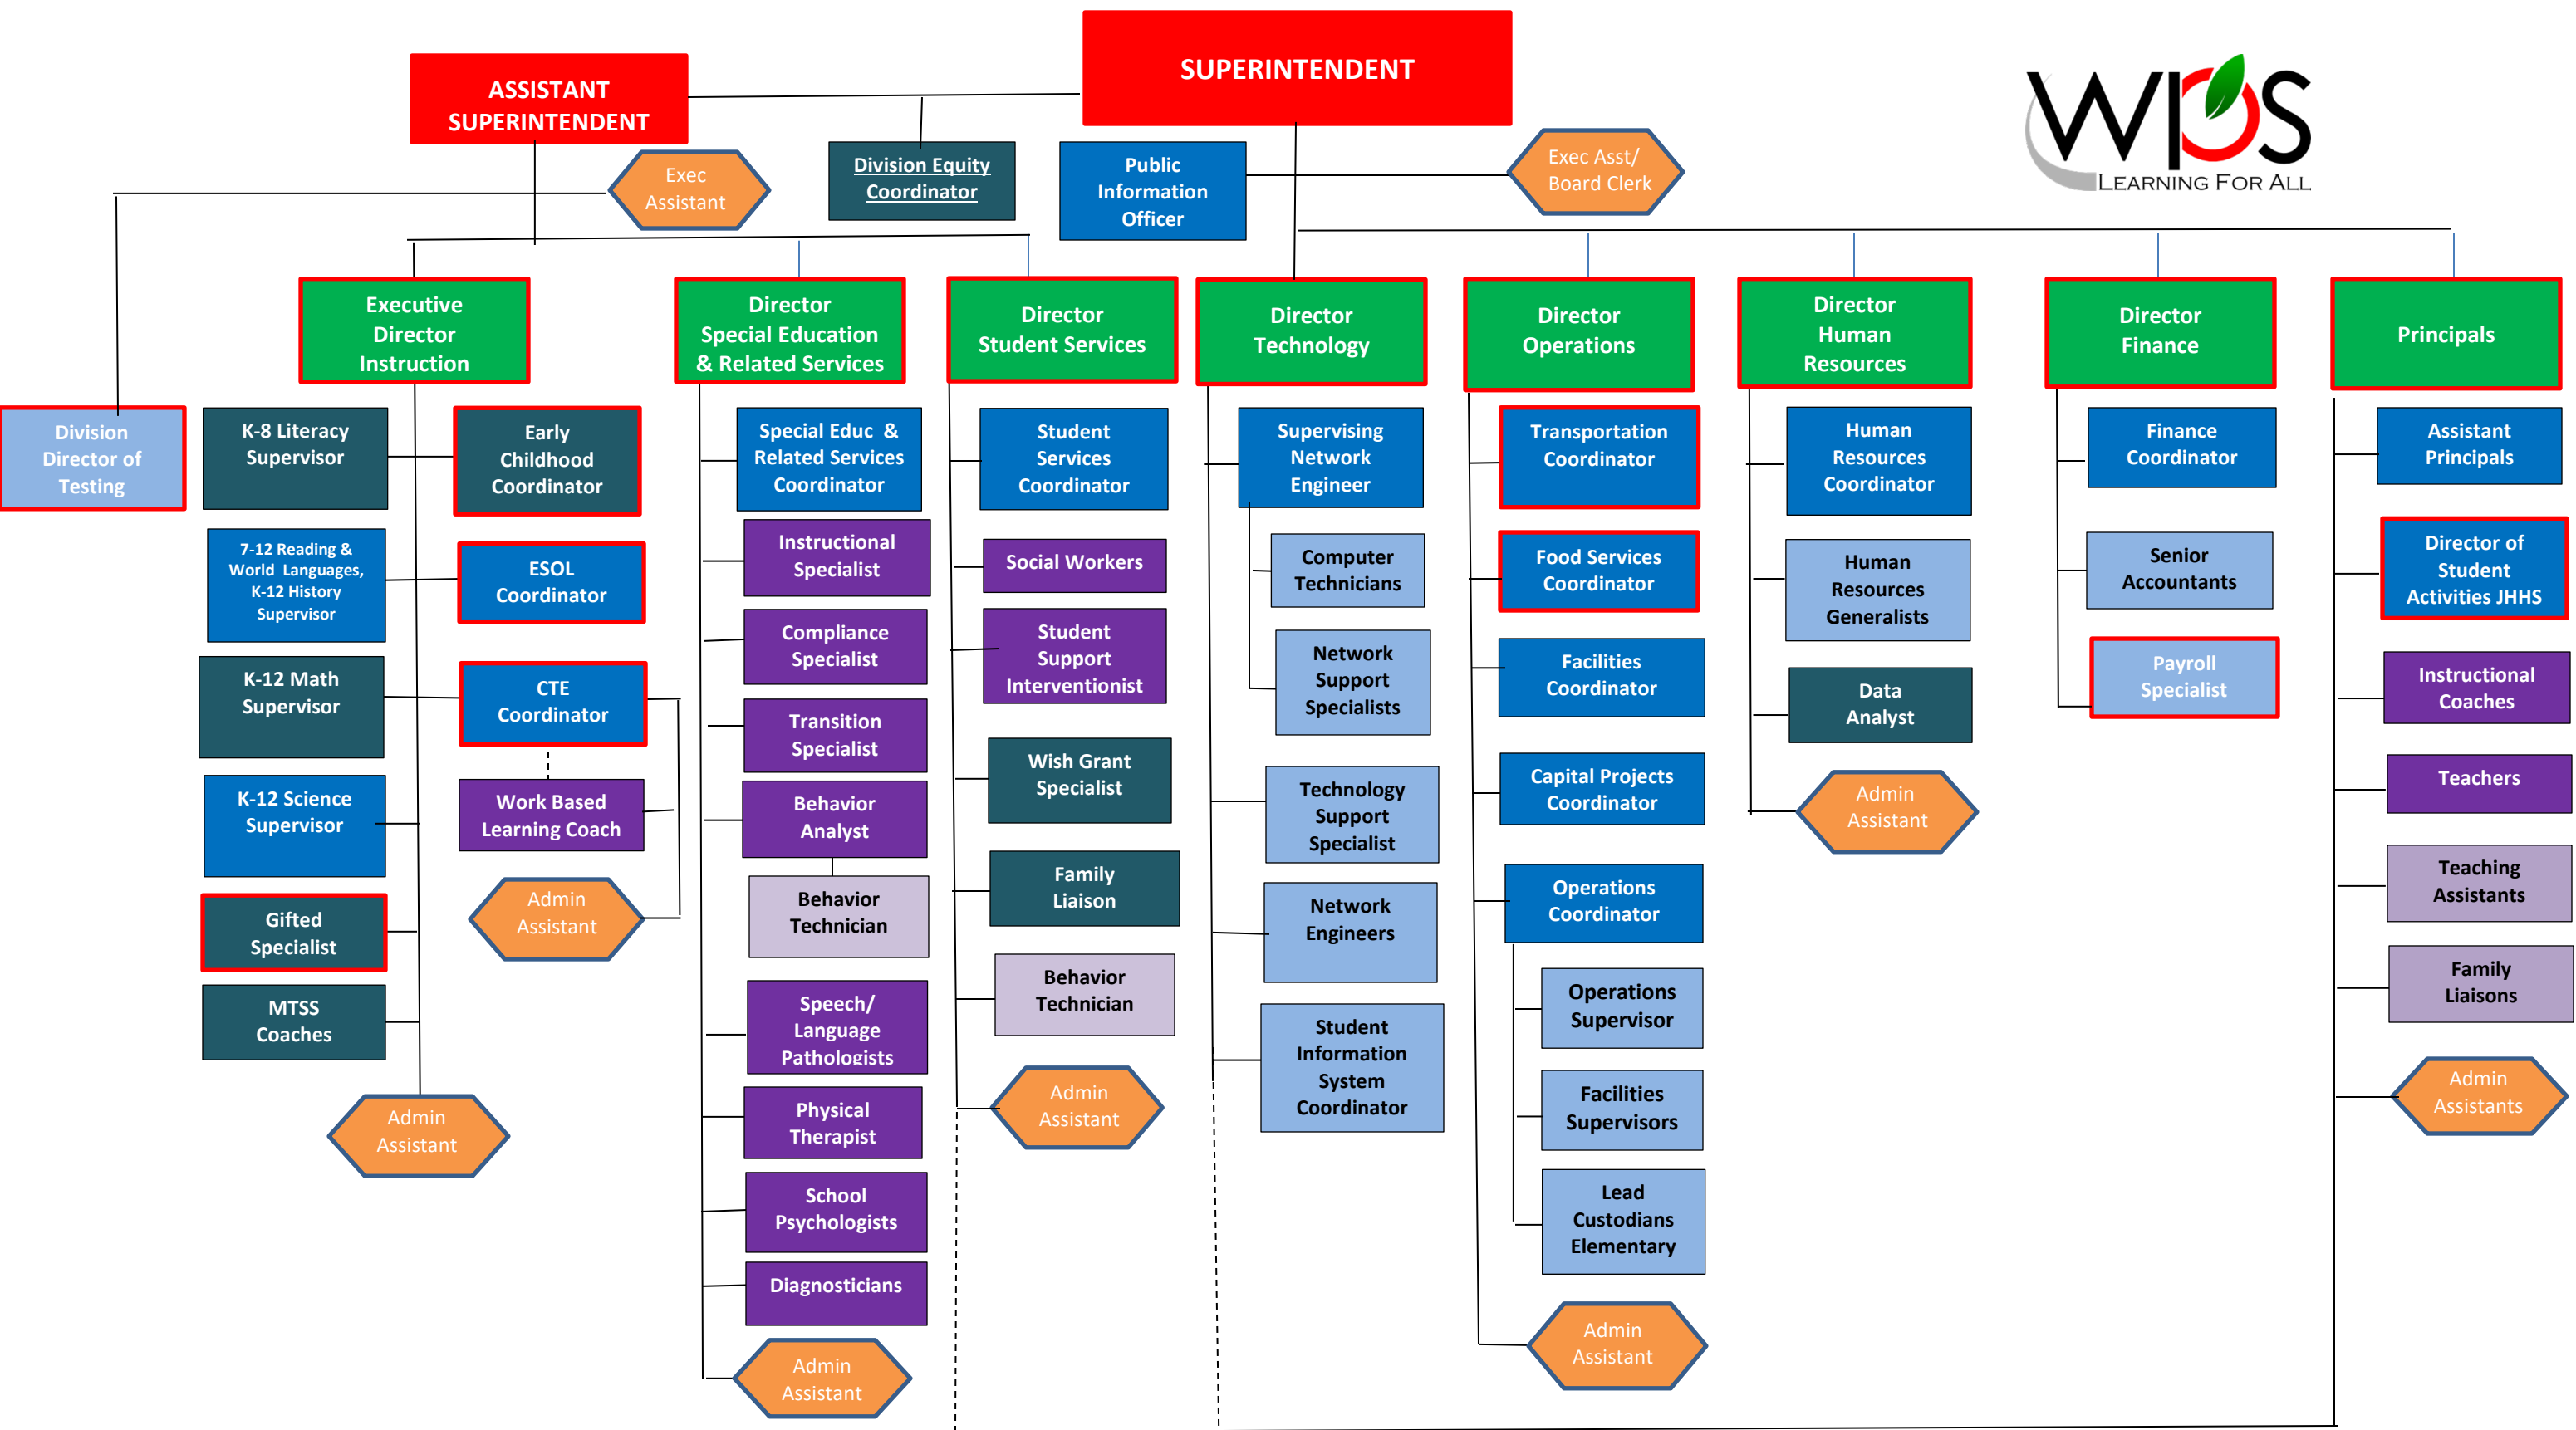 SUPERINTENDENT
ASSISTANT
SUPERINTENDENT
WPS
LEARNING FOR ALL
Exec
Assistant
Division Equity
Coordinator
Public
Information
Officer
Exec Asst/
Board Clerk
Executive
Director
Instruction
Director
Special Education
& Related Services
Director
Student Services
Director
Technology
Director
Operations
Director
Human
Resources
Director
Finance
Principals
Division
Director of
Testing
K-8 Literacy
Supervisor
Early
Childhood
Coordinator
7-12 Reading &
World Languages,
K-12 History
Supervisor
ESOL
Coordinator
K-12 Math
Supervisor
CTE
Coordinator
K-12 Science
Supervisor
Work Based
Learning Coach
Gifted
Specialist
Admin
Assistant
MTSS
Coaches
Admin
Assistant
Special Educ &
Related Services
Coordinator
Instructional
Specialist
Compliance
Specialist
Transition
Specialist
Behavior
Analyst
Behavior
Technician
Speech/
Language
Pathologists
Physical
Therapist
School
Psychologists
Diagnosticians
Admin
Assistant
Student
Services
Coordinator
Social Workers
Student
Support
Interventionist
Wish Grant
Specialist
Family
Liaison
Behavior
Technician
Admin
Assistant
Supervising
Network
Engineer
Computer
Technicians
Network
Support
Specialists
Technology
Support
Specialist
Network
Engineers
Student
Information
System
Coordinator
Transportation
Coordinator
Food Services
Coordinator
Facilities
Coordinator
Capital Projects
Coordinator
Operations
Coordinator
Operations
Supervisor
Facilities
Supervisors
Lead
Custodians
Elementary
Admin
Assistant
Human
Resources
Coordinator
Human
Resources
Generalists
Data
Analyst
Admin
Assistant
Finance
Coordinator
Senior
Accountants
Payroll
Specialist
Assistant
Principals
Director of
Student
Activities JHHS
Instructional
Coaches
Teachers
Teaching
Assistants
Family
Liaisons
Admin
Assistants